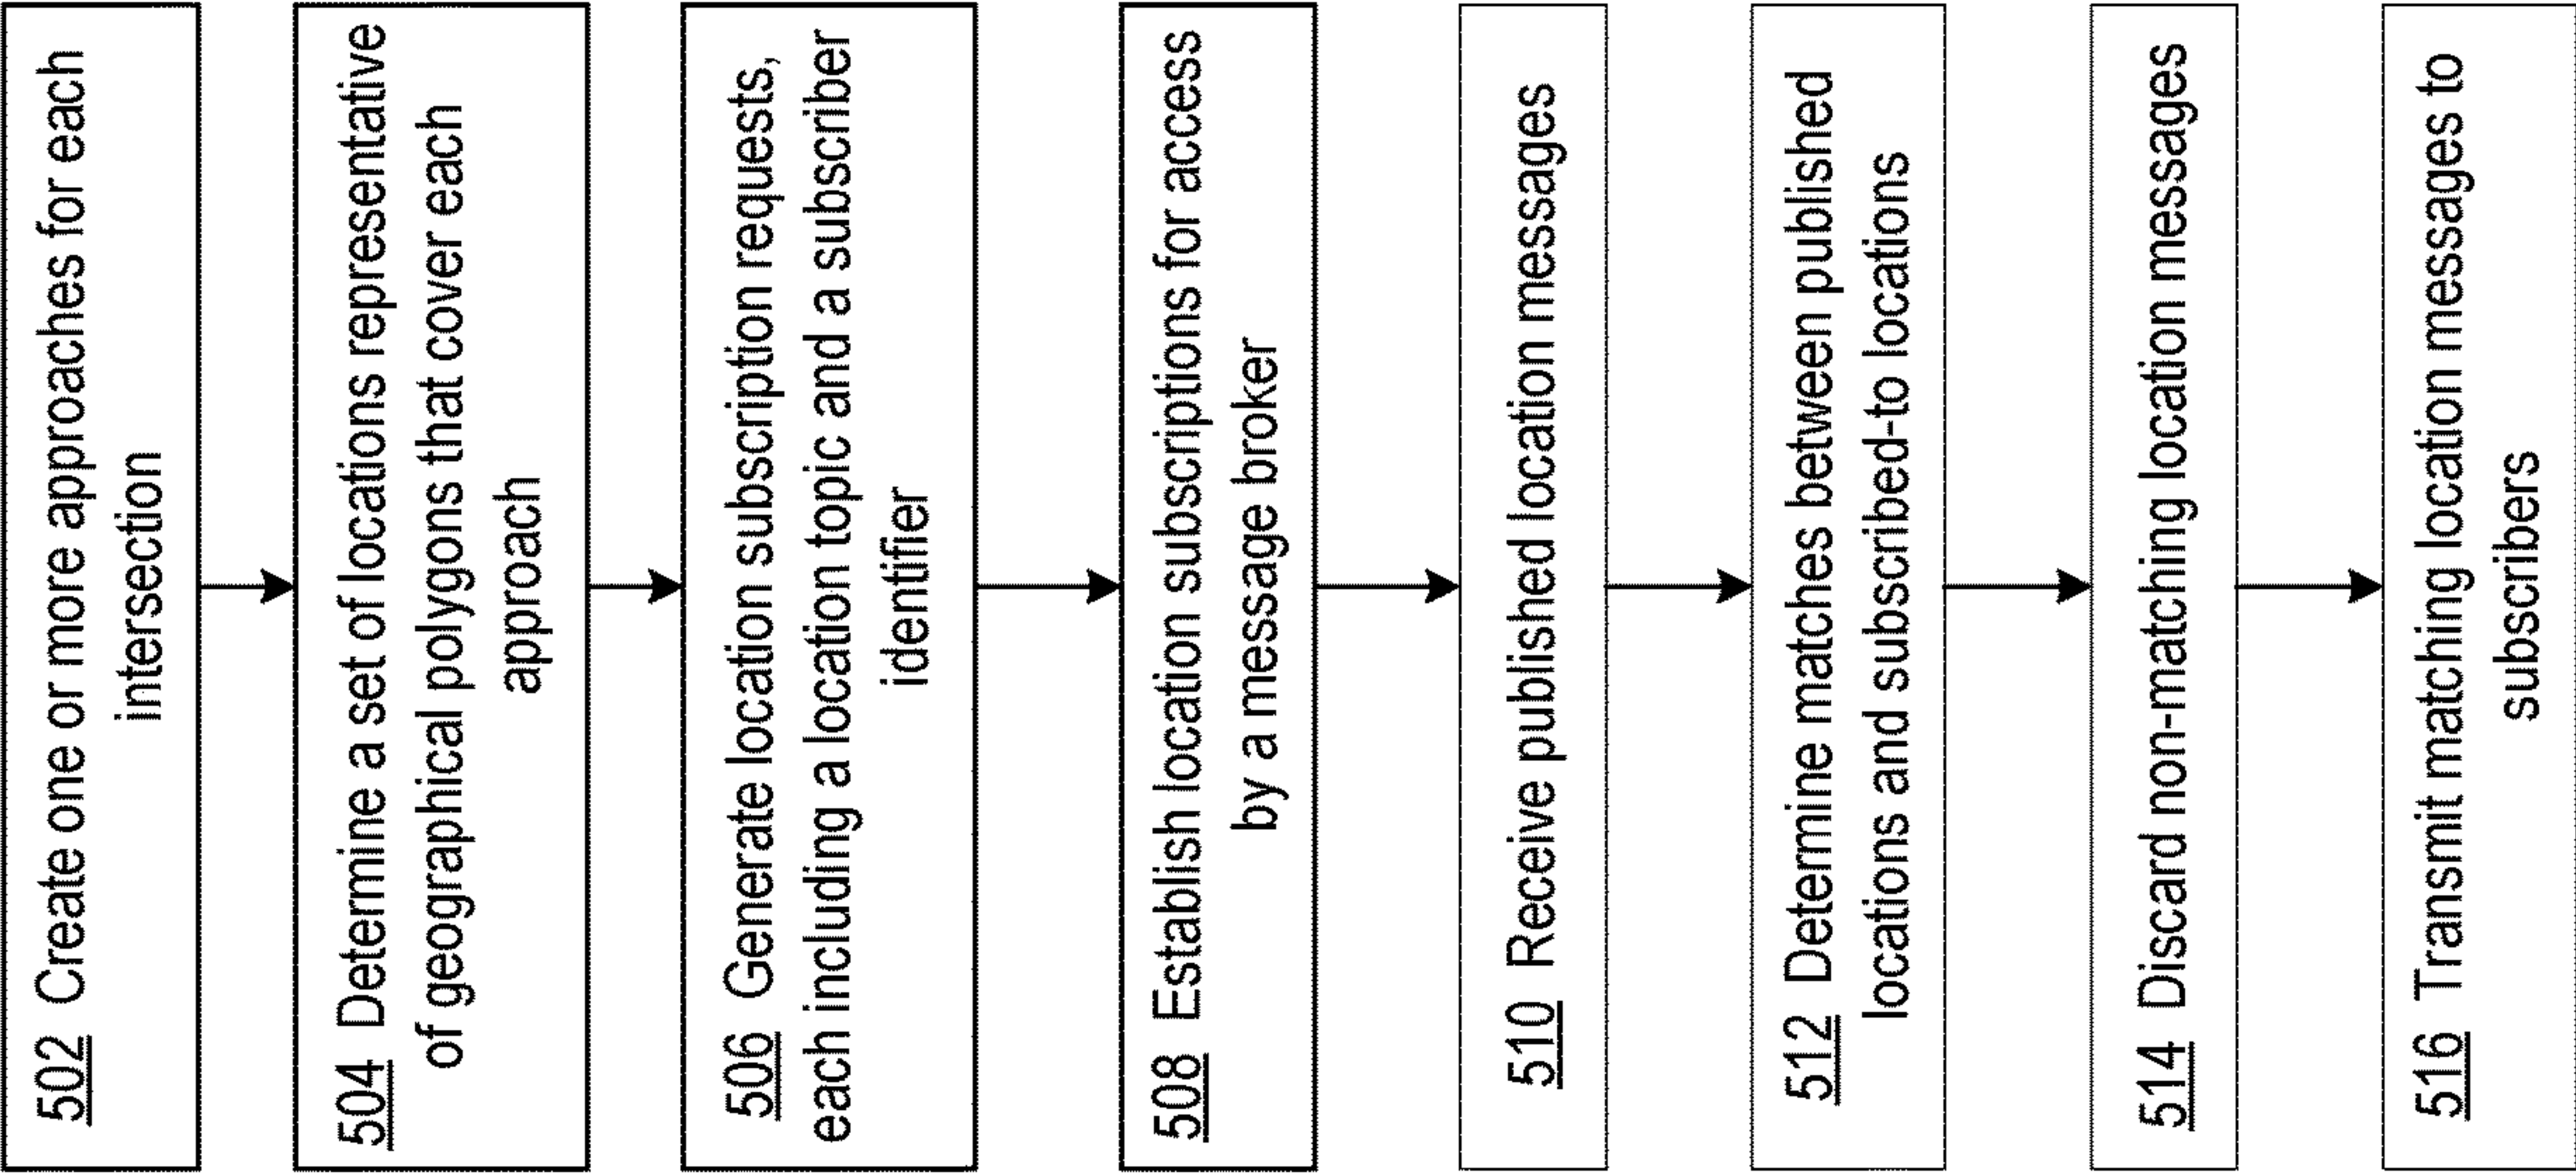 502 Create one or more approaches for each
intersection
504 Determine a set of locations representative
of geographical polygons that cover each
approach
506 Generate location subscription requests,
each including a location topic and a subscriber
identifier
508 Establish location subscriptions for access
by a message broker
510 Receive published location messages
512 Determine matches between published
locations and subscribed-to locations
514 Discard non-matching location messages
516 Transmit matching location messages to
subscribers